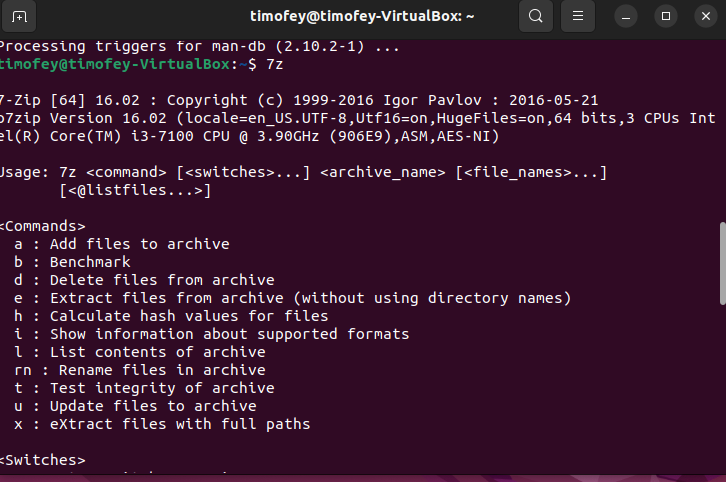 timofey@timofey-VirtualBox: ~
Processing triggers for man-db (2.10.2-1) ...
timofey@timofey-VirtualBox:~$ 7z
7-Zip [64] 16.02 : Copyright (c) 1999-2016 Igor Pavlov : 2016-05-21
p7zip Version 16.02 (locale=en_US.UTF-8,Utf16=on,HugeFiles=on,64 bits,3 CPUs Int
el(R) Core(TM) i3-7100 CPU @ 3.90GHz (906E9),ASM,AES-NI)
Usage: 7z <command> [<switches>...] <archive_name> [<file_names>...]
[<@listfiles...>]
<Commands>
a : Add files to archive
b : Benchmark
d : Delete files from archive
e : Extract files from archive (without using directory names)
h : Calculate hash values for files
i : Show information about supported formats
l : List contents of archive
rn : Rename files in archive
t : Test integrity of archive
u : Update files to archive
x : eXtract files with full paths
<Switches>